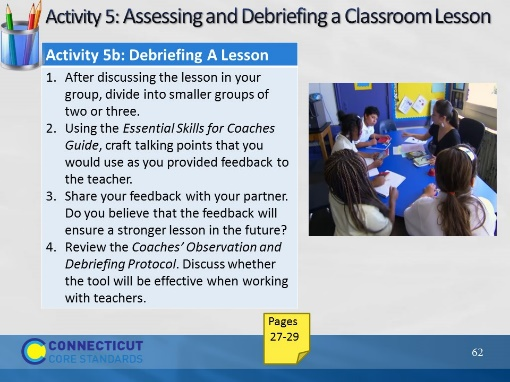 Activity 5: Assessing and Debriefing a Classroom Lesson
Activity 5b: Debriefing A Lesson
1. After discussing the lesson in your
group, divide into smaller groups of
two or three.
2. Using the Essential Skills for Coaches
Guide, craft talking points that you
would use as you provided feedback to
the teacher.
3. Share your feedback with your partner.
Do you believe that the feedback will
ensure a stronger lesson in the future?
4. Review the Coaches' Observation and
Debriefing Protocol. Discuss whether
the tool will be effective when working
with teachers.
Pages
27-29
CONNECTICUT
CORE STANDARDS
62